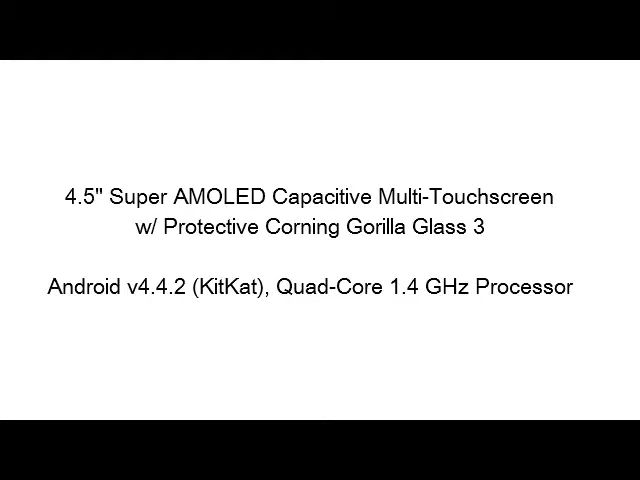 4.5" Super AMOLED Capacitive Multi-Touchscreen
w/ Protective Corning Gorilla Glass 3
Android v4.4.2 (KitKat), Quad-Core 1.4 GHz Processor